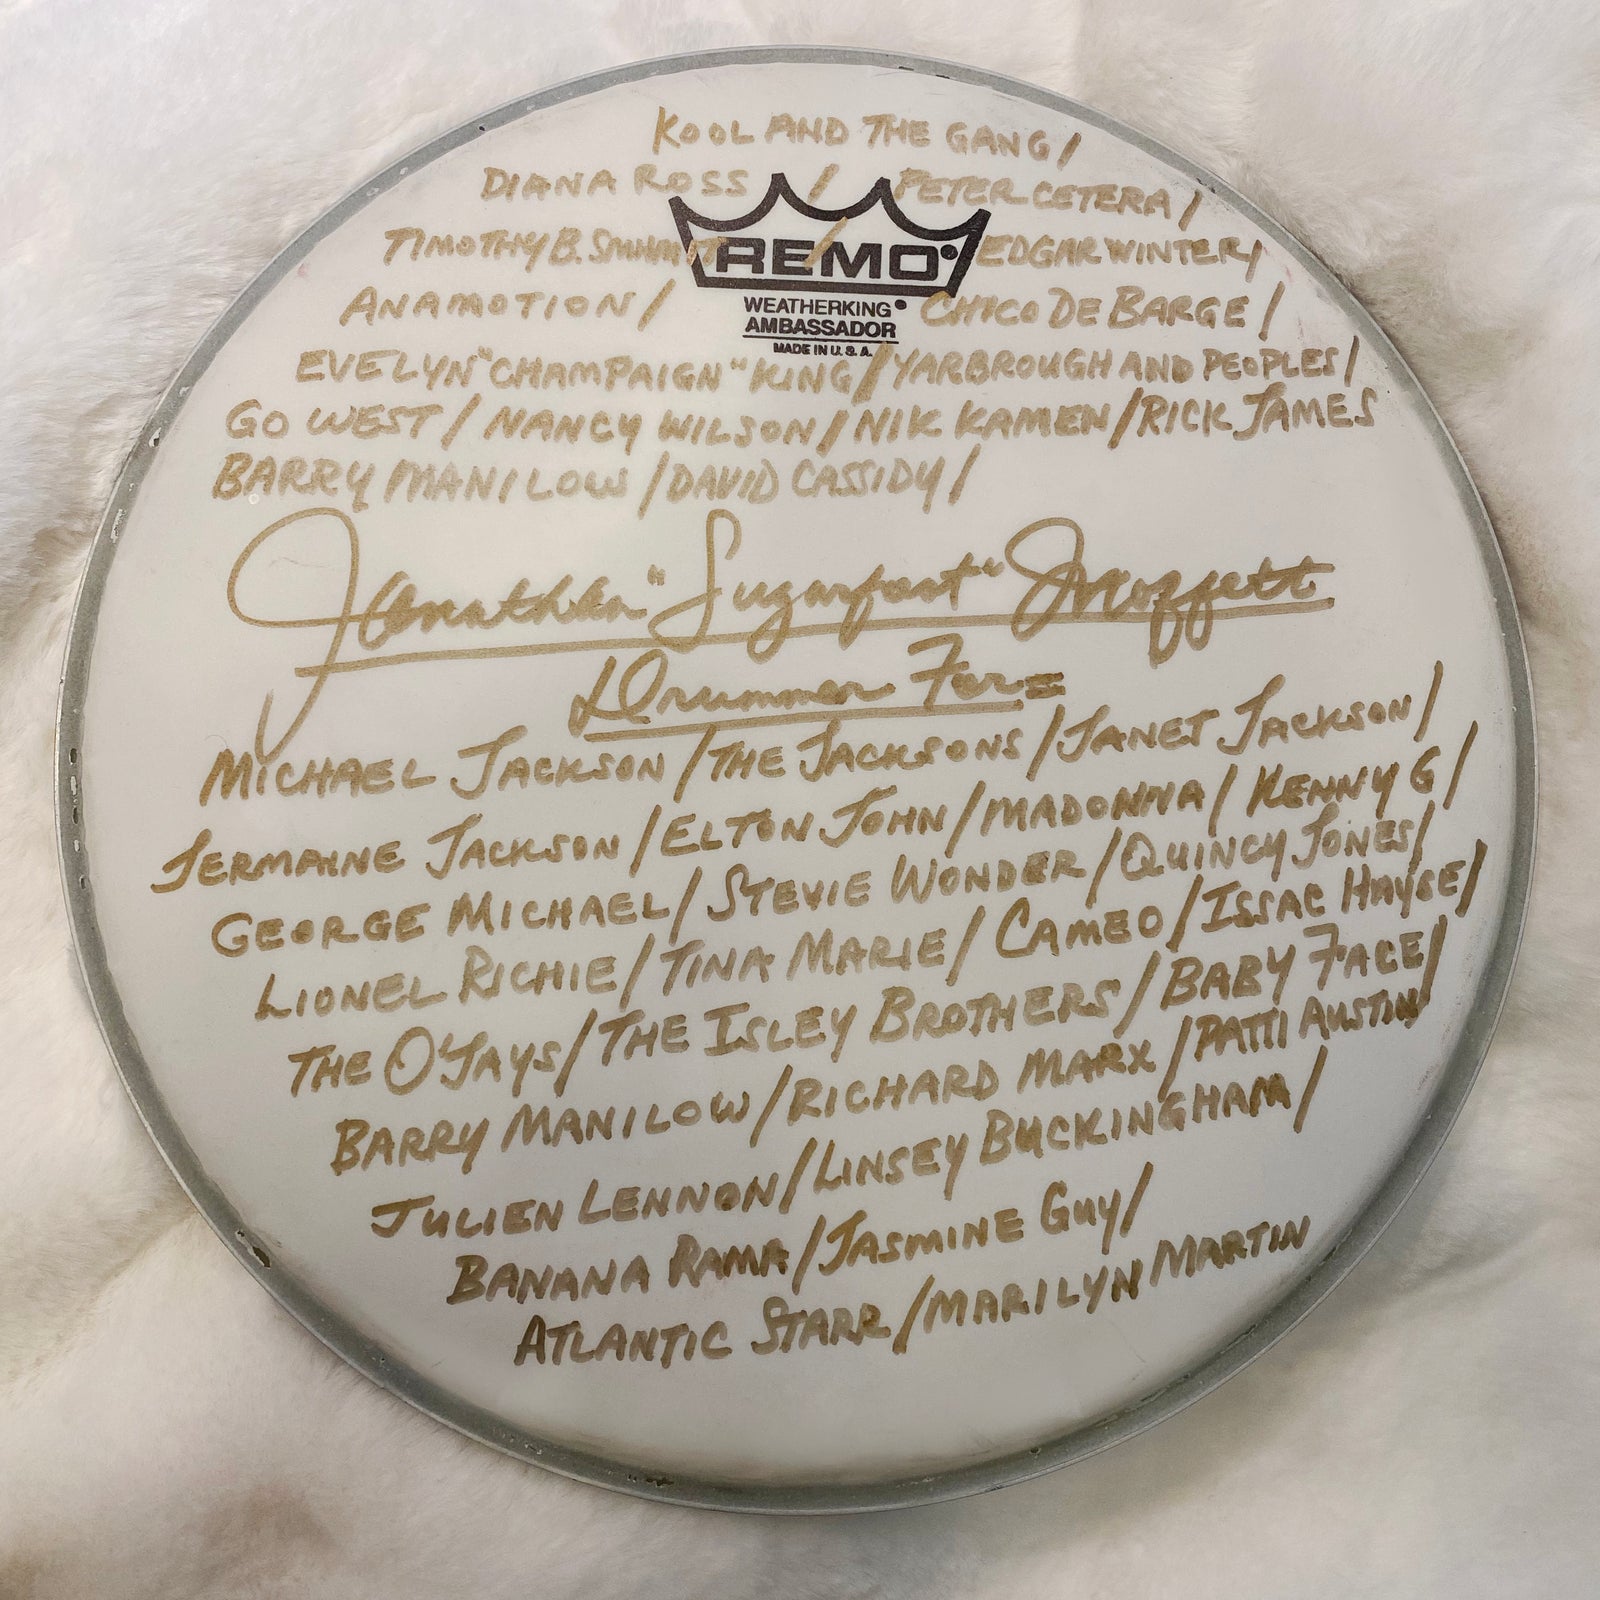 KOOL AND THE GANG/
DIANA ROSS / PETER CETERA/
TIMOTHY B. / EDGAR WINTER/
REMO
ANAMOTION/ CHICO DE BARGE/
WEATHERKING
AMBASSADOR
MADE IN U.S.A.
EVELYN "CHAMPAIGN" KING/YARBROUGH AND PEOPLES/
GO WEST/NANCY WILSON/NIK KAMEN/RICK JAMES
BARRY MANILOW/DAVID CASSIDY/
Jonathan "Sugarfoot" Moffett
Drummer For=
MICHAEL JACKSON/THE JACKSONS/JANET JACKSON/
JERMAINE JACKSON/ELTON JOHN/MADONNA/KENNY G/
GEORGE MICHAEL/STEVIE WONDER/QUINCY JONES/
LIONEL RICHIE/TINA MARIE/CAMEO/ISSAC HAYSE/
THE O'JAYS/THE ISLEY BROTHERS/BABY FACE/
BARRY MANILOW/RICHARD MARX/PATTI AUSTIN
JULIEN LENNON/LINSEY BUCKINGHAM/
BANANA RAMA/JASMINE GUY/
ATLANTIC STARR/MARILYN MARTIN